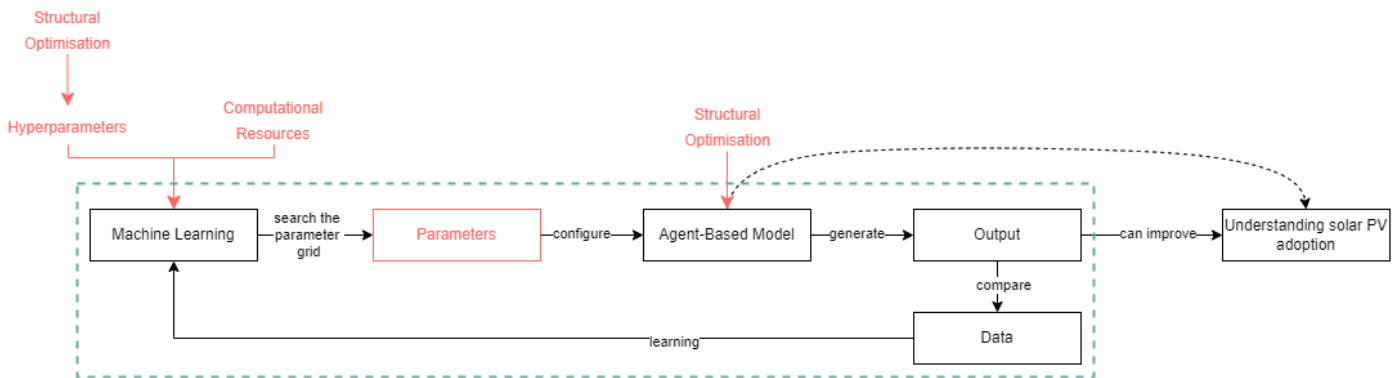 Structural
Optimisation
Hyperparameters
Computational
Resources
Structural
Optimisation
Machine Learning
search the
parameter
grid
Parameters
configure
Agent-Based Model
generate
Output
can improve
Understanding solar PV
adoption
compare
Data
learning